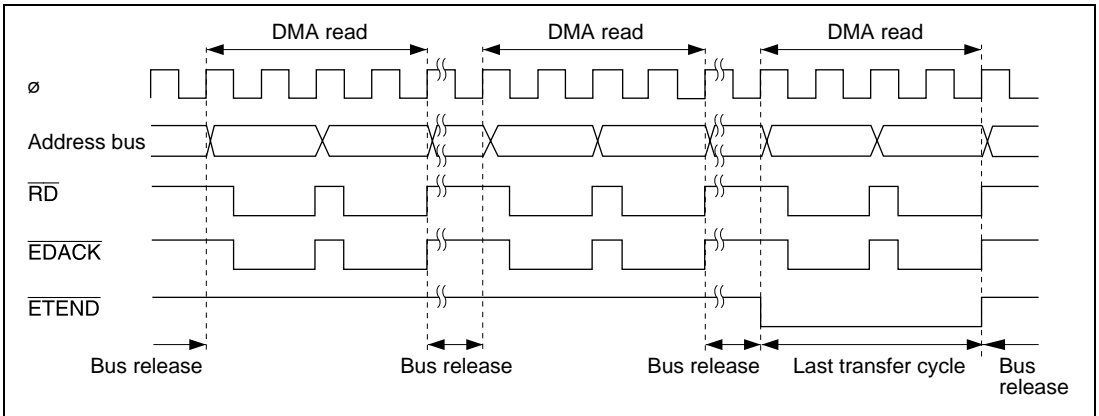 DMA read DMA read DMA read
ø
Address bus
RD
EDACK
ETEND
Bus release Bus release Bus release Last transfer cycle Bus release